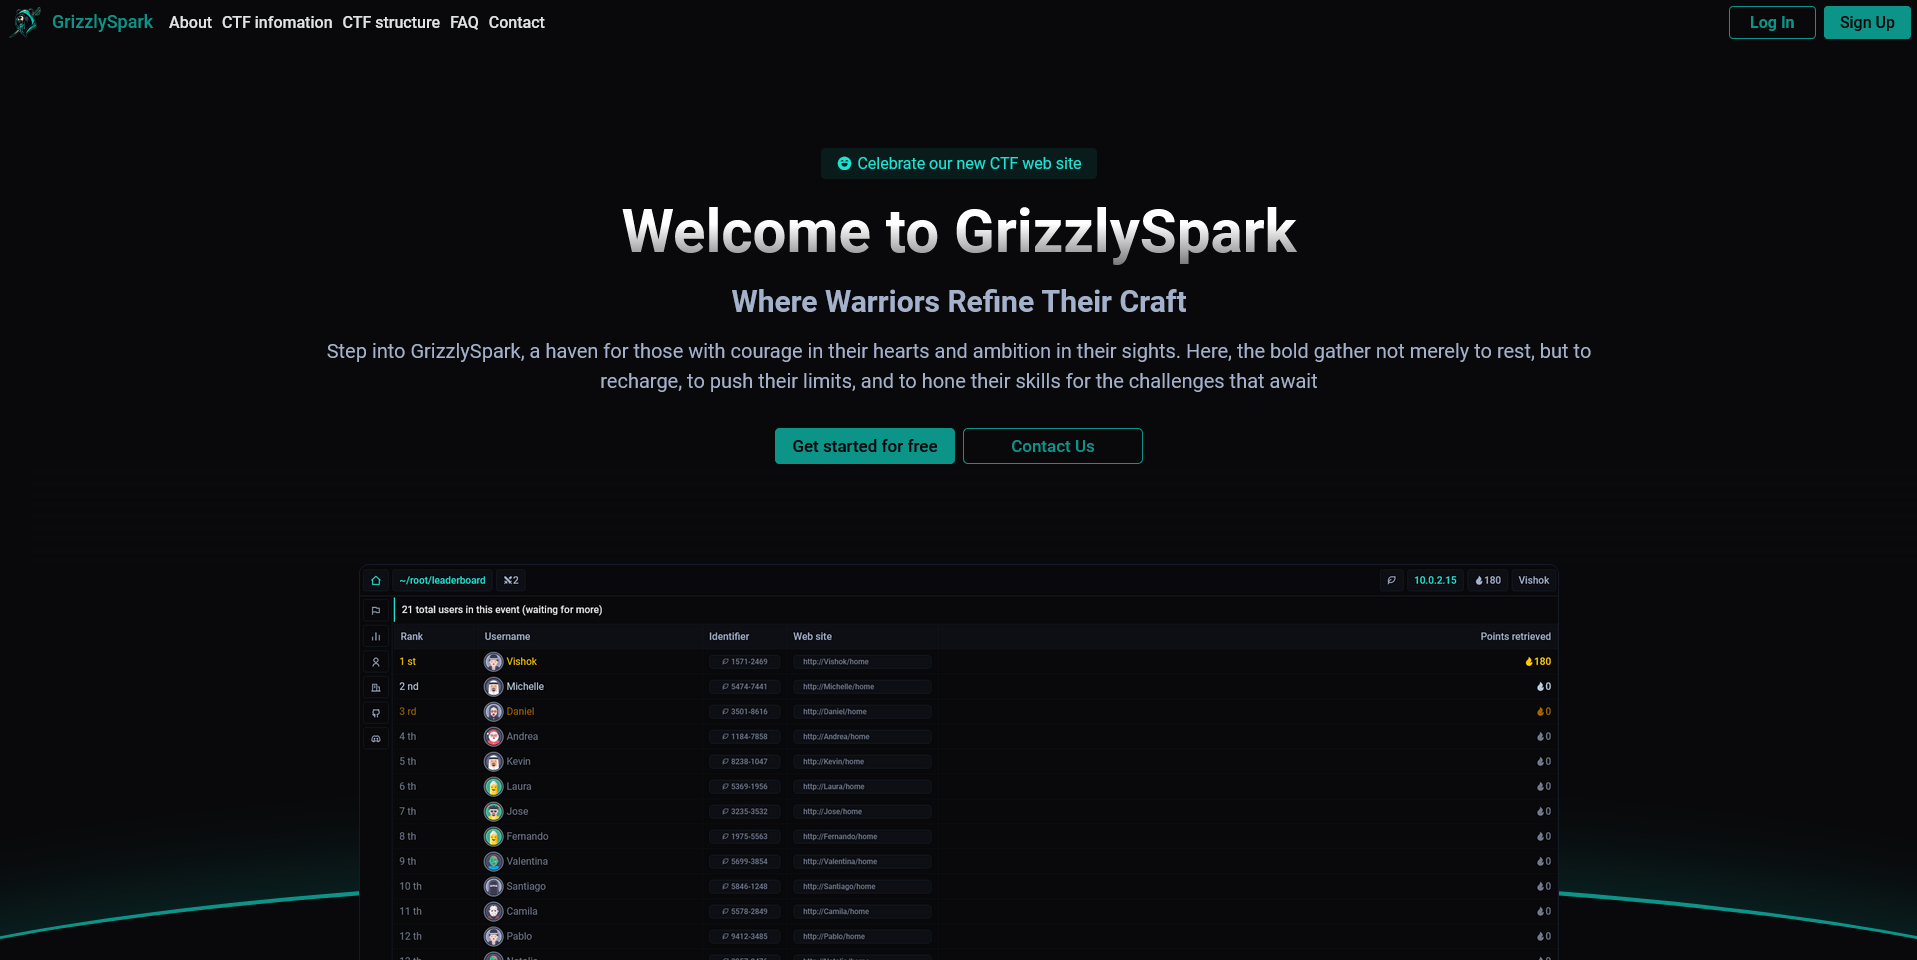 GrizzlySpark About CTF infomation CTF structure FAQ Contact Log In Sign Up
Celebrate our new CTF web site
Welcome to GrizzlySpark
Where Warriors Refine Their Craft
Step into GrizzlySpark, a haven for those with courage in their hearts and ambition in their sights. Here, the bold gather not merely to rest, but to
recharge, to push their limits, and to hone their skills for the challenges that await
Get started for free Contact Us
~/root/leaderboard 2 10.0.2.15 180 Vishok
21 total users in this event (waiting for more)
Rank Username Identifier Web site Points retrieved
1 st Vishok 1571-2469 http://Vishok/home 180
2 nd Michelle 5474-7441 http://Michelle/home 0
3 rd Daniel 3501-8616 http://Daniel/home 0
4 th Andrea 1184-7858 http://Andrea/home 0
5 th Kevin 8238-1047 http://Kevin/home 0
6 th Laura 5369-1956 http://Laura/home 0
7 th Jose 3235-3532 http://Jose/home 0
8 th Fernando 1975-5563 http://Fernando/home 0
9 th Valentina 5699-3854 http://Valentina/home 0
10 th Santiago 5846-1248 http://Santiago/home 0
11 th Camila 5578-2849 http://Camila/home 0
12 th Pablo 9412-3485 http://Pablo/home 0